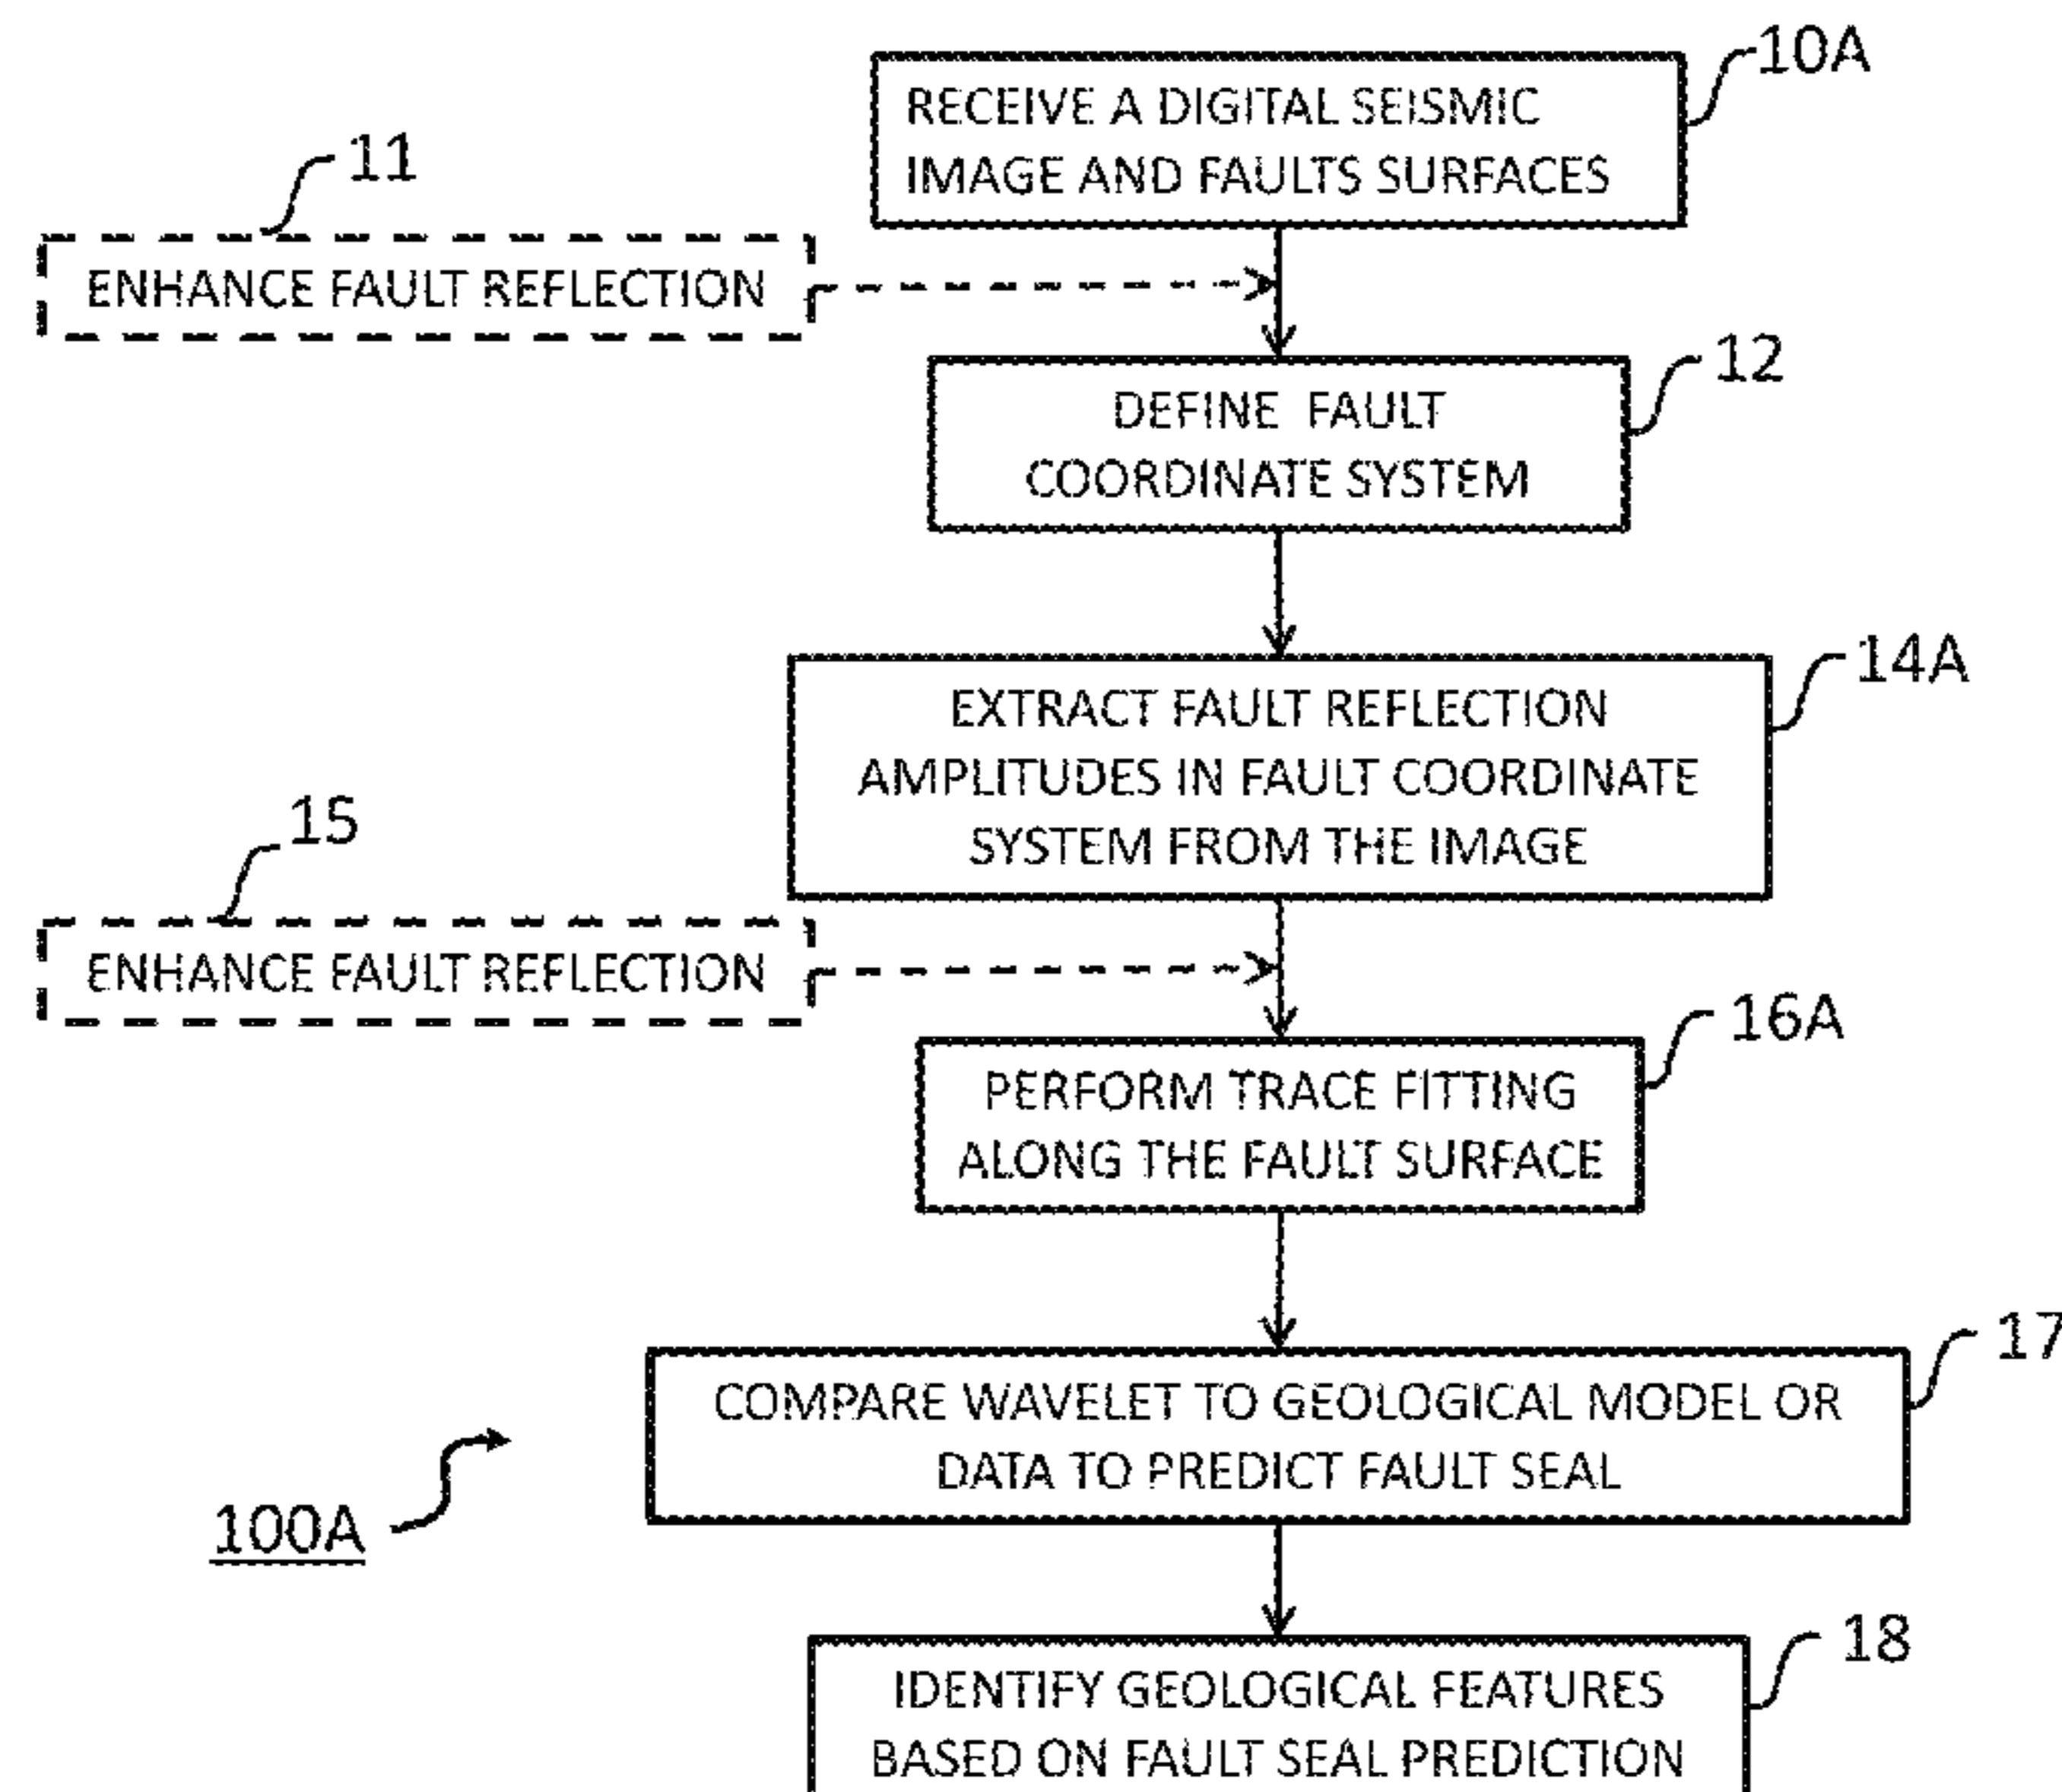 10A
RECEIVE A DIGITAL SEISMIC
IMAGE AND FAULTS SURFACES
11
ENHANCE FAULT REFLECTION
12
DEFINE FAULT
COORDINATE SYSTEM
14A
EXTRACT FAULT REFLECTION
AMPLITUDES IN FAULT COORDINATE
SYSTEM FROM THE IMAGE
15
ENHANCE FAULT REFLECTION
16A
PERFORM TRACE FITTING
ALONG THE FAULT SURFACE
17
COMPARE WAVELET TO GEOLOGICAL MODEL OR
DATA TO PREDICT FAULT SEAL
100A
18
IDENTIFY GEOLOGICAL FEATURES
BASED ON FAULT SEAL PREDICTION